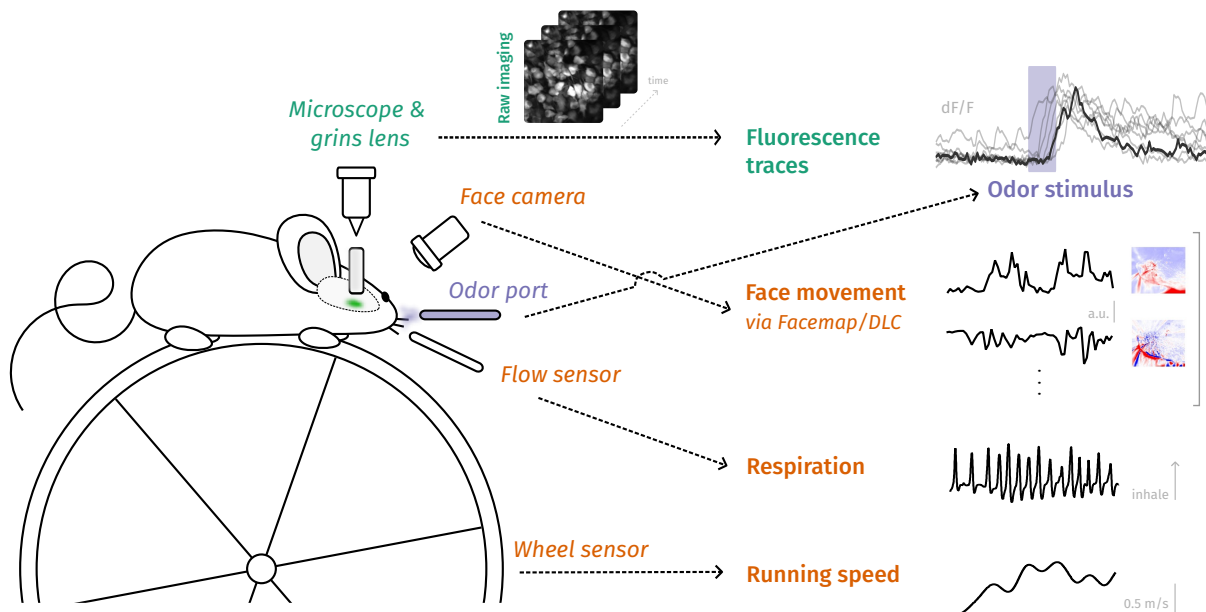 Raw imaging
time
Microscope &
grins lens
Fluorescence
traces
dF/F
Odor stimulus
Face camera
Odor port
Face movement
via Facemap/DLC
a.u.
Flow sensor
Respiration
inhale
Wheel sensor
Running speed
0.5 m/s